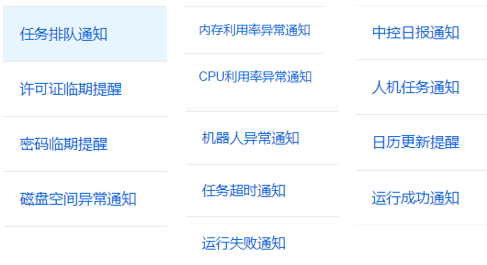 任务排队通知
许可证临期提醒
密码临期提醒
磁盘空间异常通知
内存利用率异常通知
CPU利用率异常通知
机器人异常通知
任务超时通知
运行失败通知
中控日报通知
人机任务通知
日历更新提醒
运行成功通知